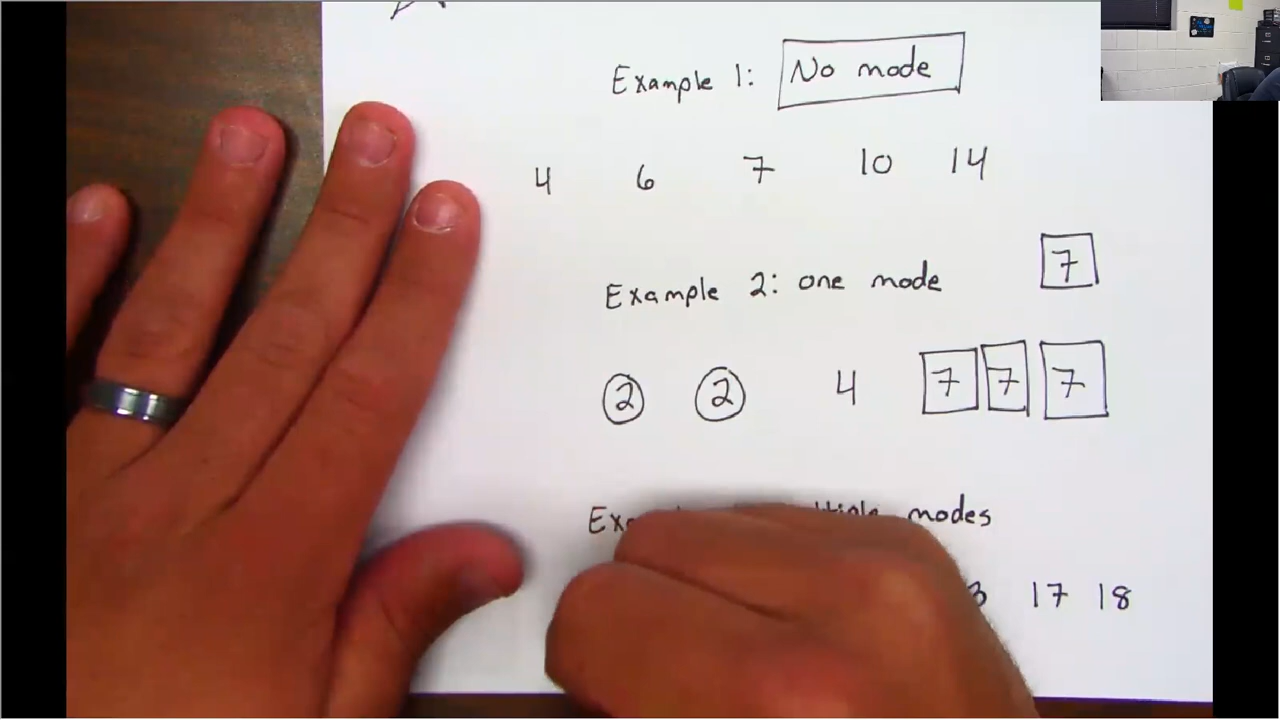 Example 1: No mode
4 6 7 10 14
Example 2: one mode 7
2 2 4 7 7 7
modes
17 18